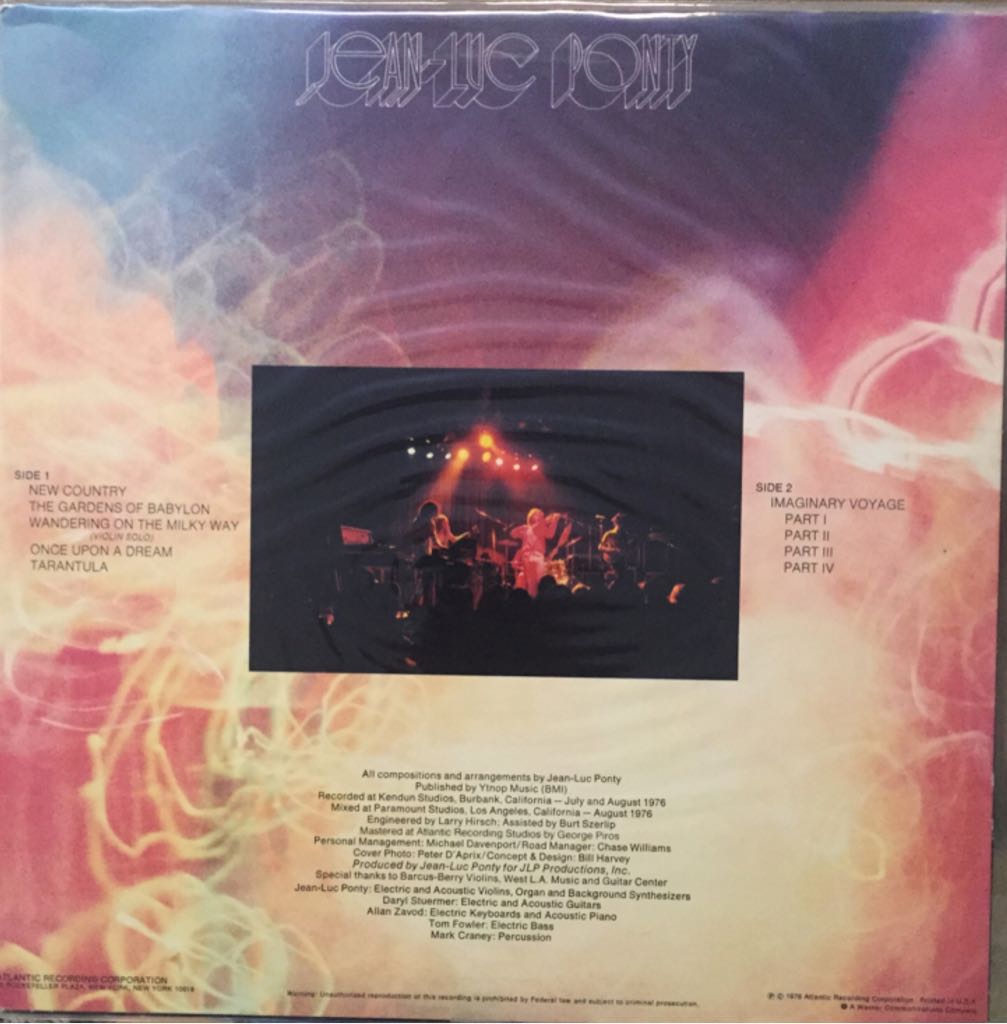 JEAN-LUC PONTY
SIDE 1
NEW COUNTRY
THE GARDENS OF BABYLON
WANDERING ON THE MILKY WAY
(VIOLIN SOLO)
ONCE UPON A DREAM
TARANTULA
SIDE 2
IMAGINARY VOYAGE
PART I
PART II
PART III
PART IV
All compositions and arrangements by Jean-Luc Ponty
Published by Ytnop Music (BMI)
Recorded at Kendun Studios, Burbank, California — July and August 1976
Mixed at Paramount Studios, Los Angeles, California — August 1976
Engineered by Larry Hirsch: Assisted by Burt Szerlip
Mastered at Atlantic Recording Studios by George Piros
Personal Management: Michael Davenport/Road Manager: Chase Williams
Cover Photo: Peter D'Aprix/Concept & Design: Bill Harvey
Produced by Jean-Luc Ponty for JLP Productions, Inc.
Special thanks to Barcus-Berry Violins, West L.A. Music and Guitar Center
Jean-Luc Ponty: Electric and Acoustic Violins, Organ and Background Synthesizers
Daryl Stuermer: Electric and Acoustic Guitars
Allan Zavod: Electric Keyboards and Acoustic Piano
Tom Fowler: Electric Bass
Mark Craney: Percussion
ATLANTIC RECORDING CORPORATION
ROCKEFELLER PLAZA, NEW YORK, NEW YORK
Warning: Unauthorized reproduction of this recording is prohibited by Federal law and subject to criminal prosecution.
℗ © 1976 Atlantic Recording Corporation Printed in U.S.A.
A Warner Communications Company